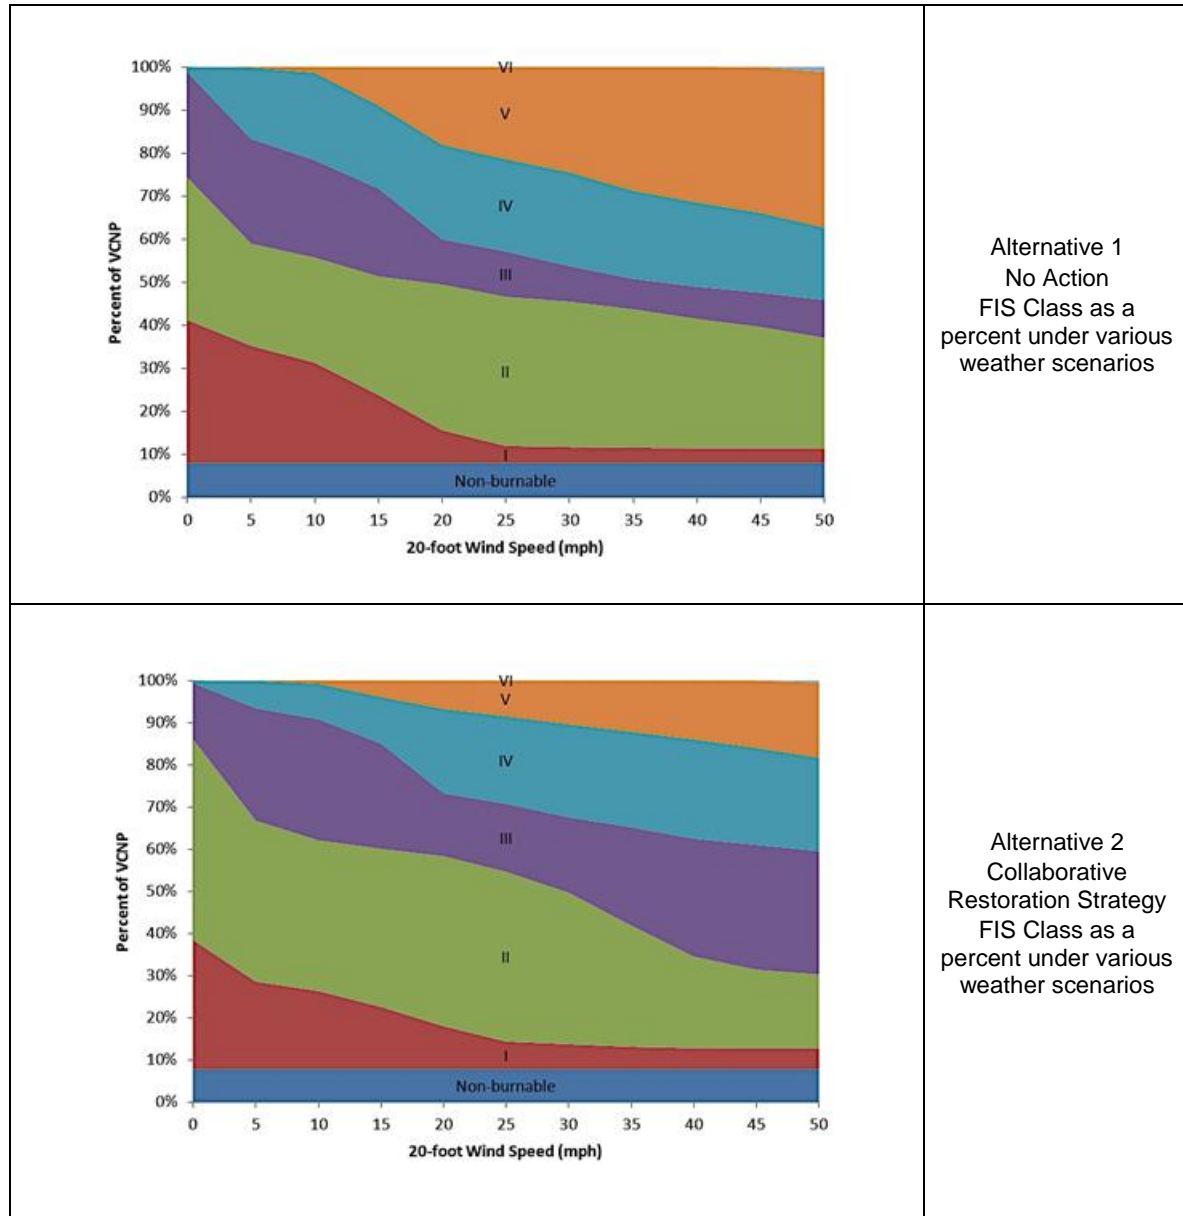 100%
90%
80%
70%
60%
50%
40%
30%
20%
10%
0%
Percent of VCNP
VI
V
IV
III
II
I
Non-burnable
0 5 10 15 20 25 30 35 40 45 50
20-foot Wind Speed (mph)
Alternative 1
No Action
FIS Class as a
percent under various
weather scenarios
100%
90%
80%
70%
60%
50%
40%
30%
20%
10%
0%
Percent of VCNP
VI
V
IV
III
II
I
Non-burnable
0 5 10 15 20 25 30 35 40 45 50
20-foot Wind Speed (mph)
Alternative 2
Collaborative
Restoration Strategy
FIS Class as a
percent under various
weather scenarios